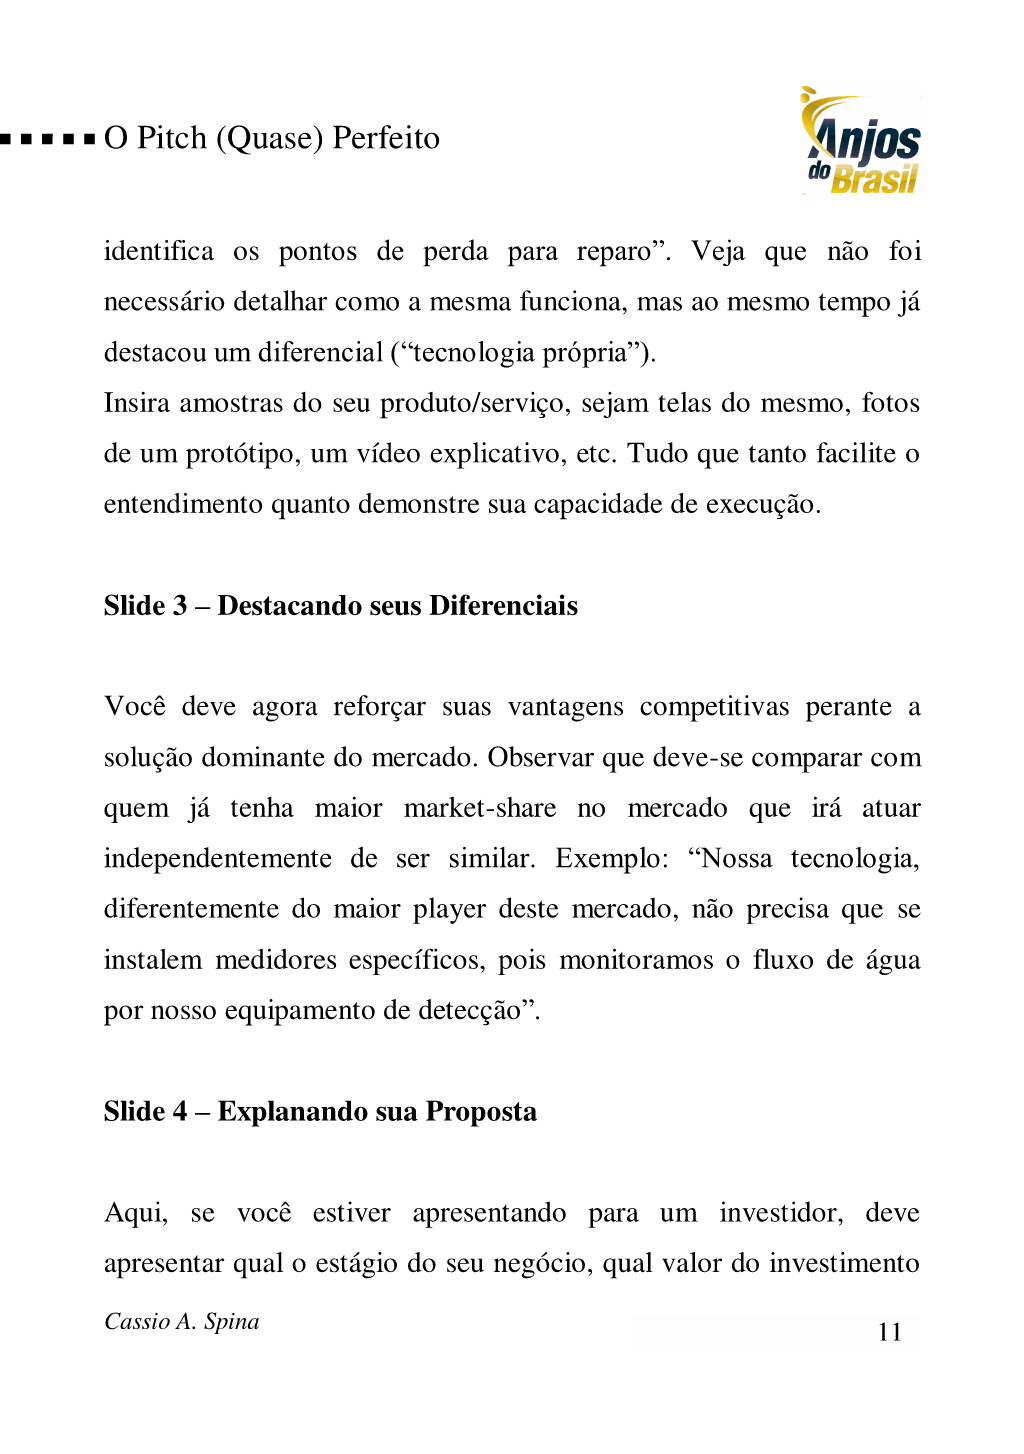 O Pitch (Quase) Perfeito
Anjos
do Brasil
identifica os pontos de perda para reparo”. Veja que não foi
necessário detalhar como a mesma funciona, mas ao mesmo tempo já
destacou um diferencial (“tecnologia própria”).
Insira amostras do seu produto/serviço, sejam telas do mesmo, fotos
de um protótipo, um vídeo explicativo, etc. Tudo que tanto facilite o
entendimento quanto demonstre sua capacidade de execução.
Slide 3 – Destacando seus Diferenciais
Você deve agora reforçar suas vantagens competitivas perante a
solução dominante do mercado. Observar que deve-se comparar com
quem já tenha maior market-share no mercado que irá atuar
independentemente de ser similar. Exemplo: “Nossa tecnologia,
diferentemente do maior player deste mercado, não precisa que se
instalem medidores específicos, pois monitoramos o fluxo de água
por nosso equipamento de detecção”.
Slide 4 – Explanando sua Proposta
Aqui, se você estiver apresentando para um investidor, deve
apresentar qual o estágio do seu negócio, qual valor do investimento
Cassio A. Spina
11